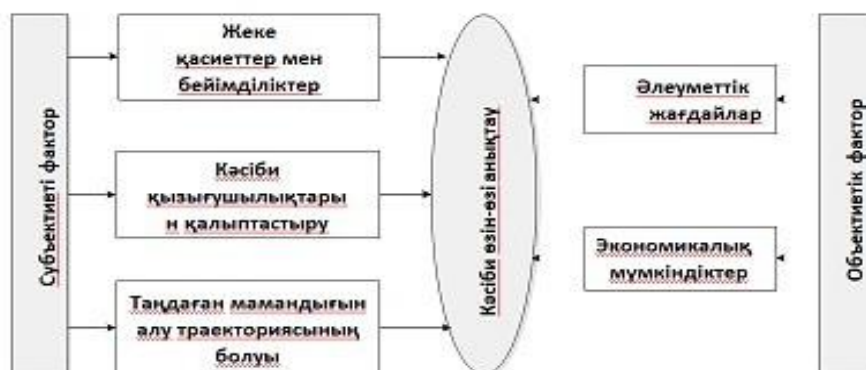 Субъективті фактор
Жеке
қасиеттер мен
бейімділіктер
Кәсіби
қызығушылықтары
н қалыптастыру
Таңдаған мамандығын
алу траекториясының
болуы
Кәсіби өзін-өзі анықтау
Әлеуметтік
жағдайлар
Экономикалық
мүмкіндіктер
Объективтік фактор